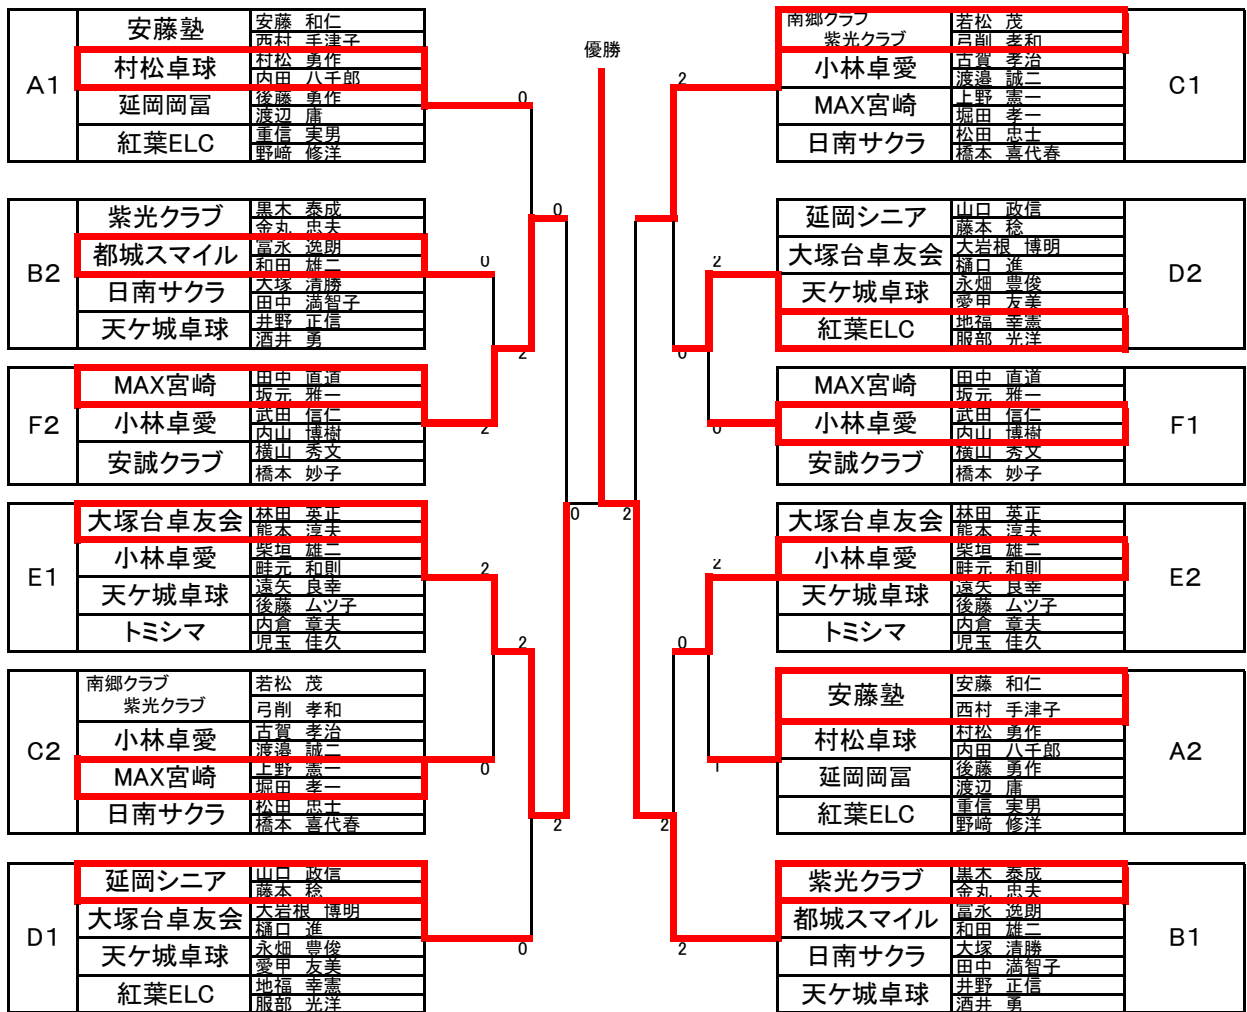 優勝
A1
安藤塾
安藤 和仁
西村 手津子
村松卓球
村松 勇作
内田 八千郎
延岡岡冨
後藤 勇作
渡辺 庸
紅葉ELC
重信 実男
野﨑 修洋
0
B2
紫光クラブ
黒木 泰成
金丸 忠夫
都城スマイル
富永 逸朗
和田 雄二
日南サクラ
大塚 清勝
田中 満智子
天ケ城卓球
井野 正信
酒井 勇
0
0
2
F2
MAX宮崎
田中 直道
坂元 雅一
小林卓愛
武田 信仁
内山 博樹
安誠クラブ
横山 秀文
橋本 妙子
2
0
2
E1
大塚台卓友会
林田 英正
熊本 淳夫
小林卓愛
柴垣 雄二
畦元 和則
天ケ城卓球
遠矢 良幸
後藤 ムツ子
トミシマ
内倉 章夫
児玉 佳久
2
2
C2
南郷クラブ
紫光クラブ
若松 茂
弓削 孝和
小林卓愛
古賀 孝治
渡邉 誠二
MAX宮崎
上野 憲一
堀田 孝一
日南サクラ
松田 忠士
橋本 喜代春
0
2
D1
延岡シニア
山口 政信
藤本 稔
大塚台卓友会
大岩根 博明
樋口 進
天ケ城卓球
永畑 豊俊
愛甲 友美
紅葉ELC
地福 幸憲
服部 光洋
0
南郷クラブ
紫光クラブ
若松 茂
弓削 孝和
小林卓愛
古賀 孝治
渡邉 誠二
MAX宮崎
上野 憲一
堀田 孝一
日南サクラ
松田 忠士
橋本 喜代春
C1
2
延岡シニア
山口 政信
藤本 稔
大塚台卓友会
大岩根 博明
樋口 進
天ケ城卓球
永畑 豊俊
愛甲 友美
紅葉ELC
地福 幸憲
服部 光洋
D2
2
0
MAX宮崎
田中 直道
坂元 雅一
小林卓愛
武田 信仁
内山 博樹
安誠クラブ
横山 秀文
橋本 妙子
F1
0
大塚台卓友会
林田 英正
熊本 淳夫
小林卓愛
柴垣 雄二
畦元 和則
天ケ城卓球
遠矢 良幸
後藤 ムツ子
トミシマ
内倉 章夫
児玉 佳久
E2
2
0
安藤塾
安藤 和仁
西村 手津子
村松卓球
村松 勇作
内田 八千郎
延岡岡冨
後藤 勇作
渡辺 庸
紅葉ELC
重信 実男
野﨑 修洋
A2
1
2
紫光クラブ
黒木 泰成
金丸 忠夫
都城スマイル
富永 逸朗
和田 雄二
日南サクラ
大塚 清勝
田中 満智子
天ケ城卓球
井野 正信
酒井 勇
B1
2